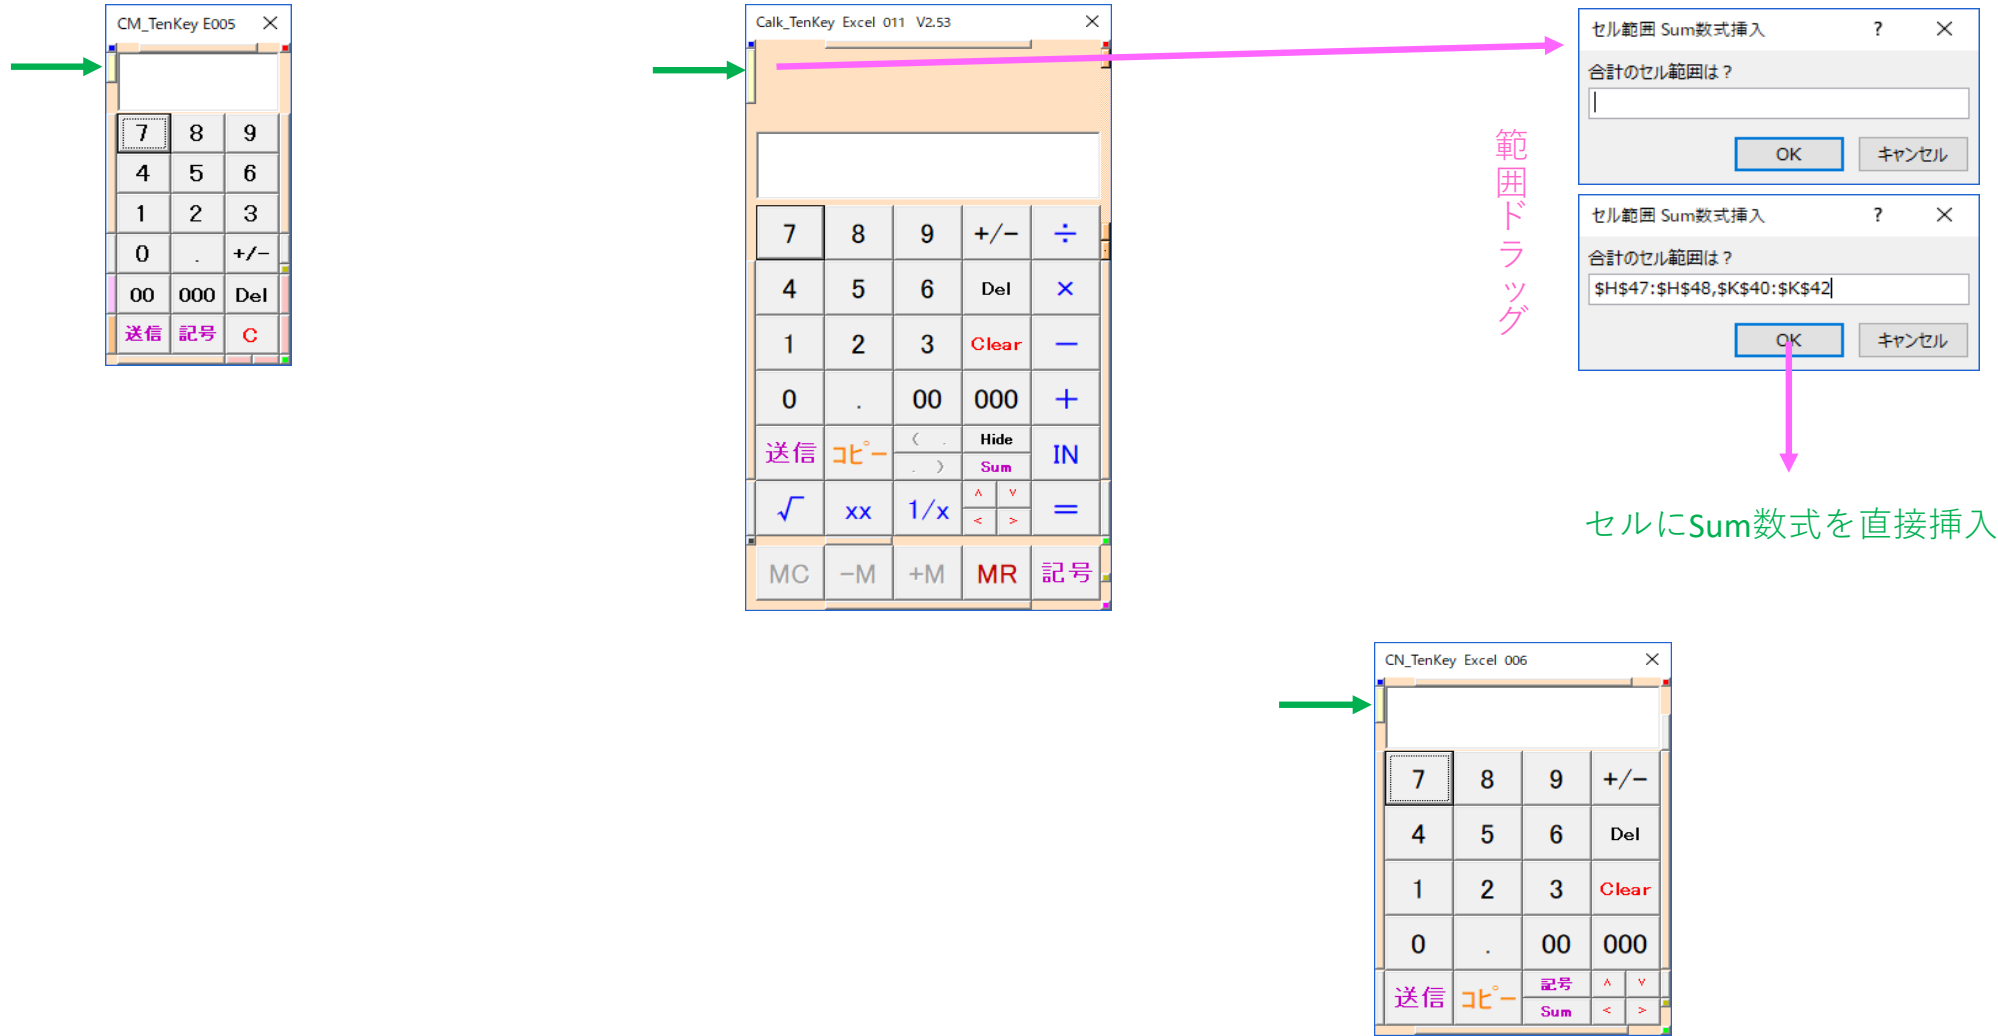 CM_TenKey E005
7 8 9
4 5 6
1 2 3
0 . +/-
00 000 Del
送信 記号 C
Calk_TenKey Excel 011 V2.53
7 8 9 +/- ÷
4 5 6 Del ×
1 2 3 Clear −
0 . 00 000 +
送信 コピー ( . Hide IN
. ) Sum
√ xx 1/x ^ v =
< >
MC -M +M MR 記号
セル範囲 Sum数式挿入 ?
合計のセル範囲は？
OK キャンセル
範囲ドラッグ
セル範囲 Sum数式挿入 ?
合計のセル範囲は？
$H$47:$H$48,$K$40:$K$42
OK キャンセル
セルにSum数式を直接挿入
CN_TenKey Excel 006
7 8 9 +/-
4 5 6 Del
1 2 3 Clear
0 . 00 000
送信 コピー 記号 ^ v
Sum < >